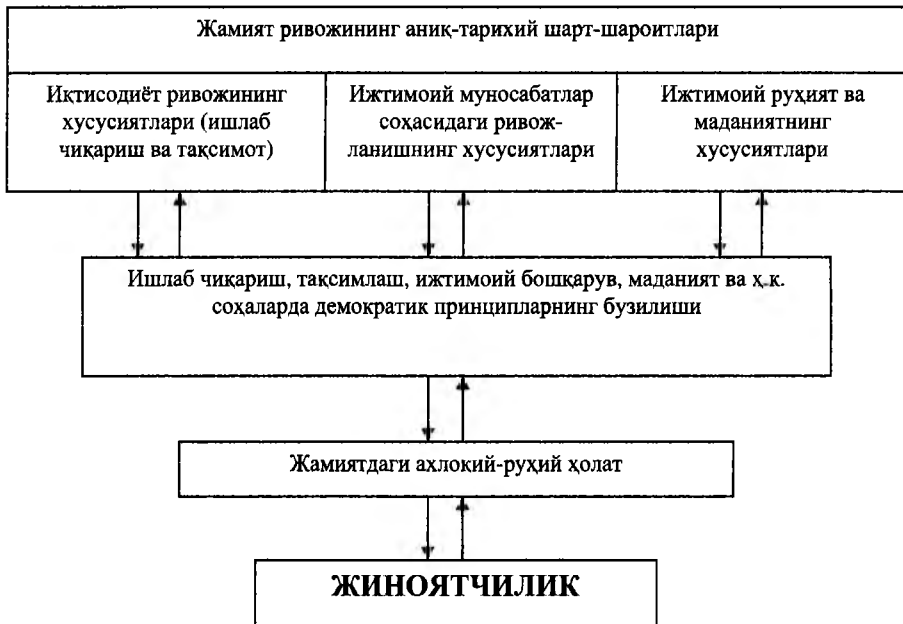 Жамият ривожининг аниқ-тарихий шарт-шароитлари
Иқтисодиёт ривожининг
хусусиятлари (ишлаб
чиқариш ва тақсимот)
Ижтимоий муносабатлар
соҳасидаги ривож-
ланишнинг хусусиятлари
Ижтимоий руҳият ва
маданиятнинг
хусусиятлари
Ишлаб чиқариш, тақсимлаш, ижтимоий бошқарув, маданият ва ҳ.к.
соҳаларда демократик принципларнинг бузилиши
Жамиятдаги ахлоқий-руҳий ҳолат
ЖИНОЯТЧИЛИК